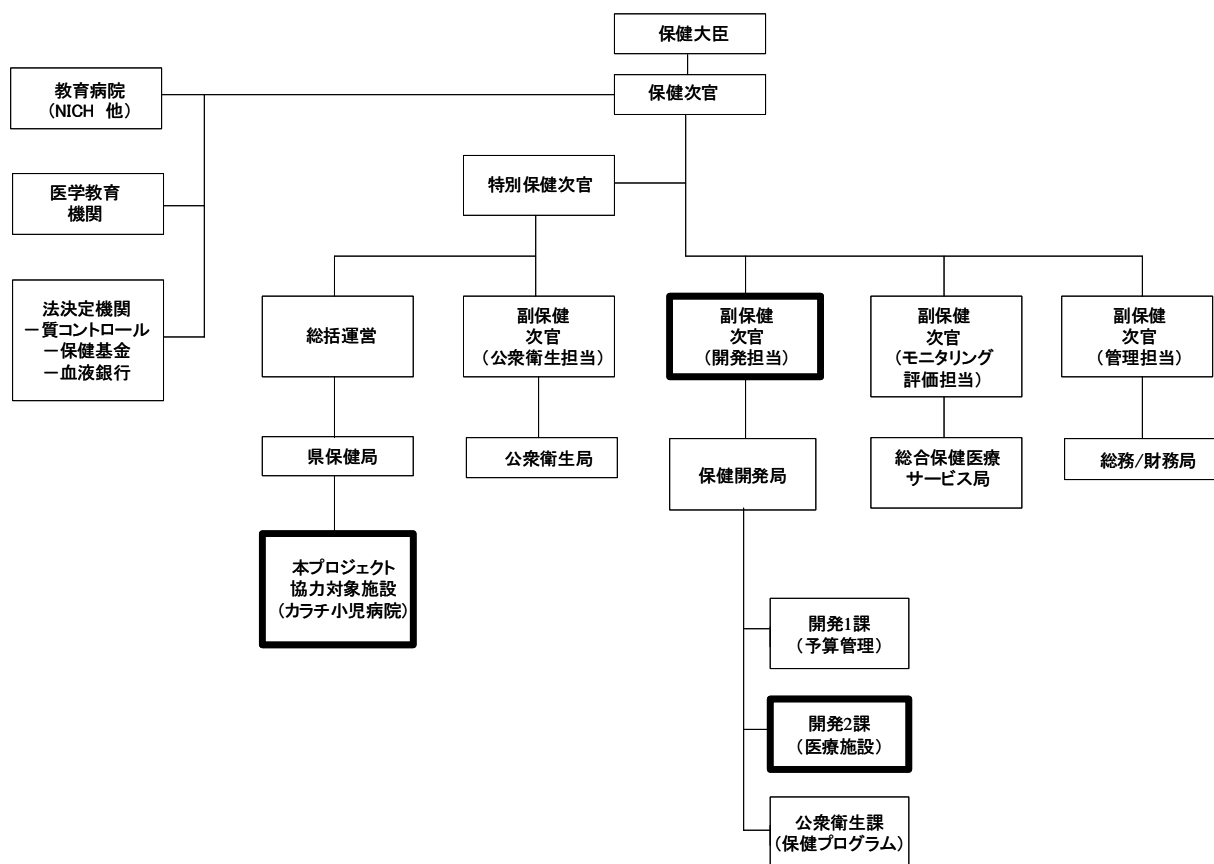 保健大臣
保健次官
教育病院
(NICH 他)
医学教育
機関
法決定機関
－質コントロール
－保健基金
－血液銀行
特別保健次官
総括運営
副保健
次官
(公衆衛生担当)
副保健
次官
(開発担当)
副保健
次官
(モニタリング
評価担当)
副保健
次官
(管理担当)
県保健局
公衆衛生局
保健開発局
総合保健医療
サービス局
総務/財務局
本プロジェクト
協力対象施設
(カラチ小児病院)
開発1課
(予算管理)
開発2課
(医療施設)
公衆衛生課
(保健プログラム)